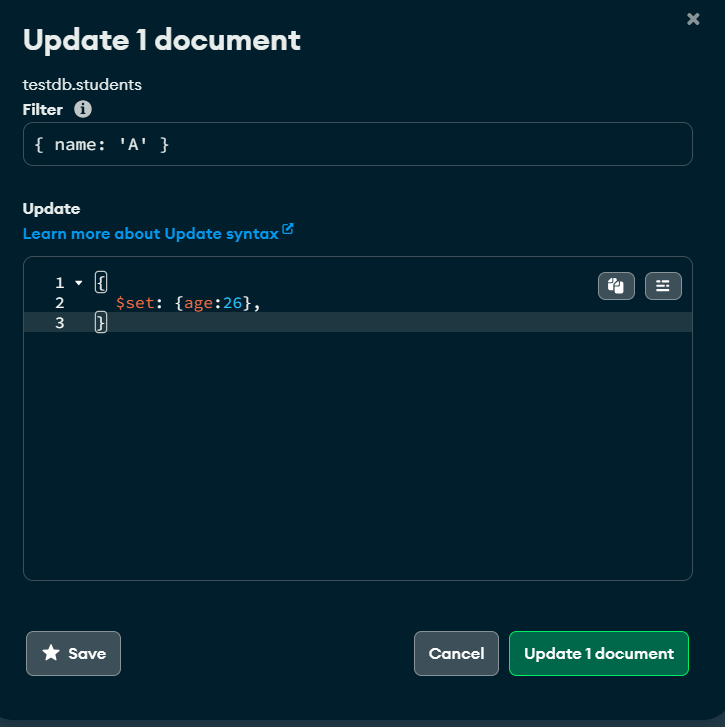 Update 1 document
testdb.students
Filter
{ name: 'A' }
Update
Learn more about Update syntax
1 {
2 $set: {age:26},
3 }
Save
Cancel
Update 1 document